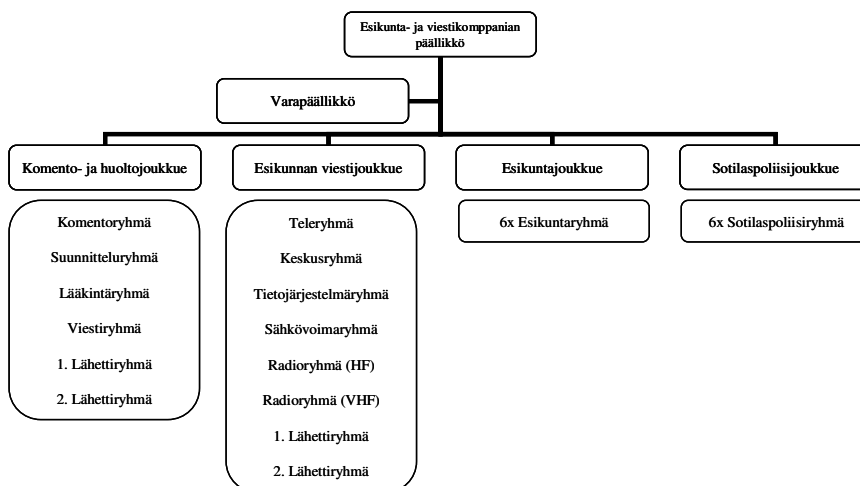 Esikunta- ja viestikomppanian
päällikkö
Varapäällikkö
Komento- ja huoltojoukkue
Esikunnan viestijoukkue
Esikuntajoukkue
Sotilaspoliisijoukkue
Komentoryhmä
Suunnitteluryhmä
Lääkintäryhmä
Viestiryhmä
1. Lähettiryhmä
2. Lähettiryhmä
Teleryhmä
Keskusryhmä
Tietojärjestelmäryhmä
Sähkövoimaryhmä
Radioryhmä (HF)
Radioryhmä (VHF)
1. Lähettiryhmä
2. Lähettiryhmä
6x Esikuntaryhmä
6x Sotilaspoliisiryhmä